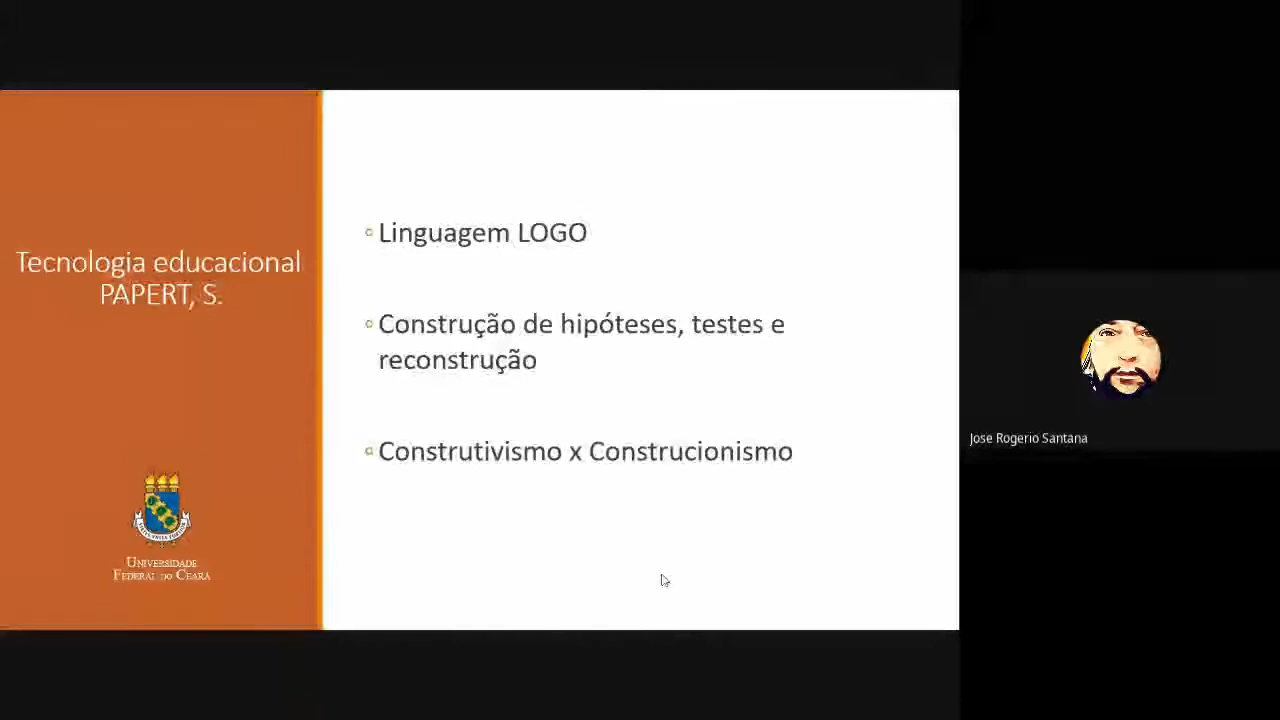 Tecnologia educacional
PAPERT, S.
Linguagem LOGO
Construção de hipóteses, testes e
reconstrução
Construtivismo x Construcionismo
UNIVERSIDADE
FEDERAL DO CEARÁ
Jose Rogerio Santana